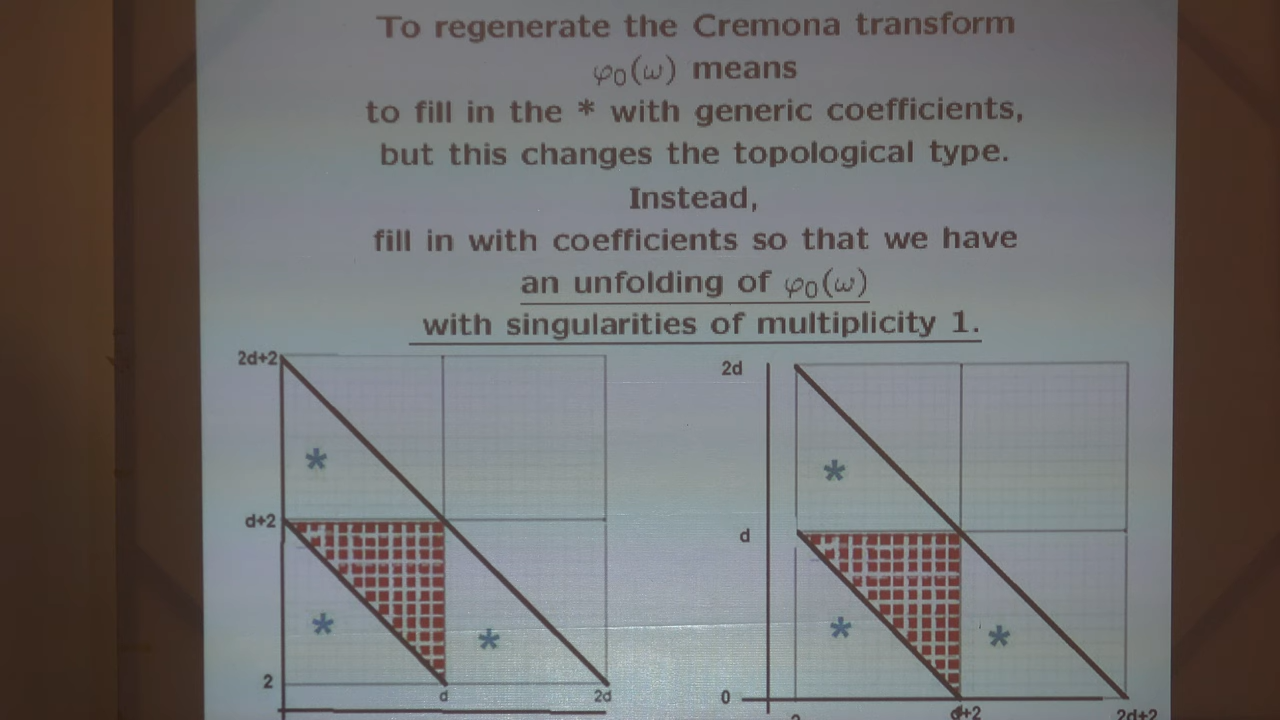 To regenerate the Cremona transform
φ₀(ω) means
to fill in the * with generic coefficients,
but this changes the topological type.
Instead,
fill in with coefficients so that we have
an unfolding of φ₀(ω)
with singularities of multiplicity 1.
2d+2
*
d+2
*
*
2
d
2d
2d
*
d
*
*
0
d+2
2d+2